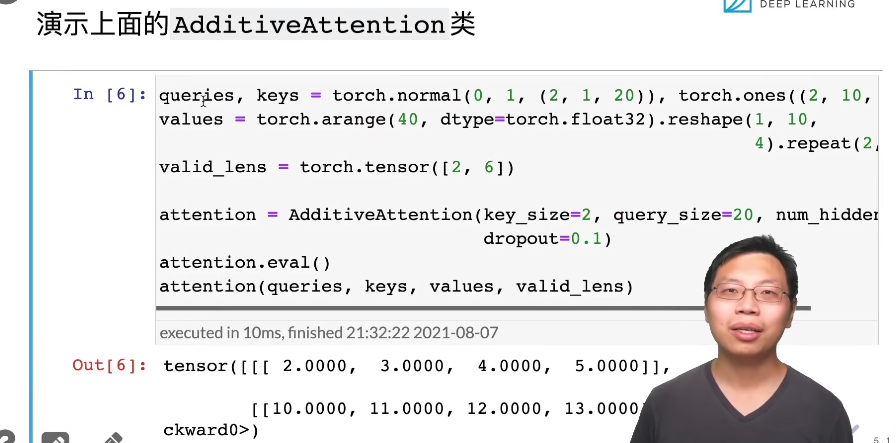 DEEP LEARNING
演示上面的AdditiveAttention类
In [6]:
queries, keys = torch.normal(0, 1, (2, 1, 20)), torch.ones((2, 10,
values = torch.arange(40, dtype=torch.float32).reshape(1, 10,
4).repeat(2,
valid_lens = torch.tensor([2, 6])
attention = AdditiveAttention(key_size=2, query_size=20, num_hidden
dropout=0.1)
attention.eval()
attention(queries, keys, values, valid_lens)
executed in 10ms, finished 21:32:22 2021-08-07
Out[6]:
tensor([[[ 2.0000, 3.0000, 4.0000, 5.0000]],
[[10.0000, 11.0000, 12.0000, 13.0000
ckward0>)